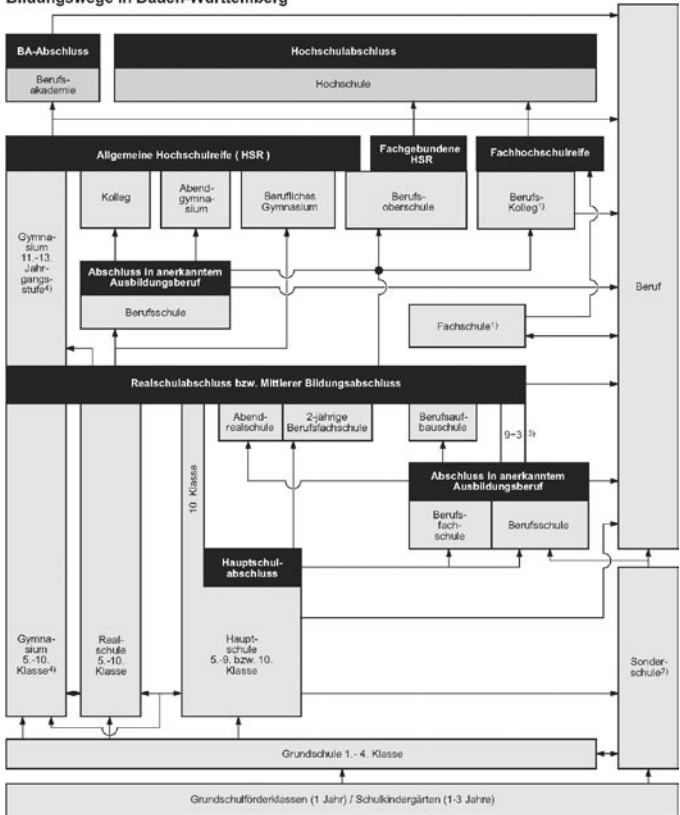 Bildungswege in Baden-Württemberg
BA-Abschluss
Hochschulabschluss
Berufs-
akademie
Hochschule
Allgemeine Hochschulreife ( HSR )
Fachgebundene
HSR
Fachhochschulreife
Gymna-
sium
11.-13.
Jahr-
gangs-
stufe⁴⁾
Kolleg
Abend-
gymna-
sium
Berufliches
Gymnasium
Berufs-
oberschule
Berufs-
Kolleg¹⁾
Beruf
Abschluss in anerkanntem
Ausbildungsberuf
Berufsschule
Fachschule¹⁾
Realschulabschluss bzw. Mittlerer Bildungsabschluss
10. Klasse
Abend-
realschule
2-jährige
Berufsfachschule
Berufsauf-
bauschule
9+3 ³⁾
Abschluss in anerkanntem
Ausbildungsberuf
Berufs-
fach-
schule
Berufsschule
Hauptschul-
abschluss
Gymna-
sium
5.-10.
Klasse⁴⁾
Real-
schule
5.-10.
Klasse
Haupt-
schule
5.-9. bzw. 10.
Klasse
Sonder-
schule²⁾
Grundschule 1.- 4. Klasse
Grundschulförderklassen (1 Jahr) / Schulkindergärten (1-3 Jahre)